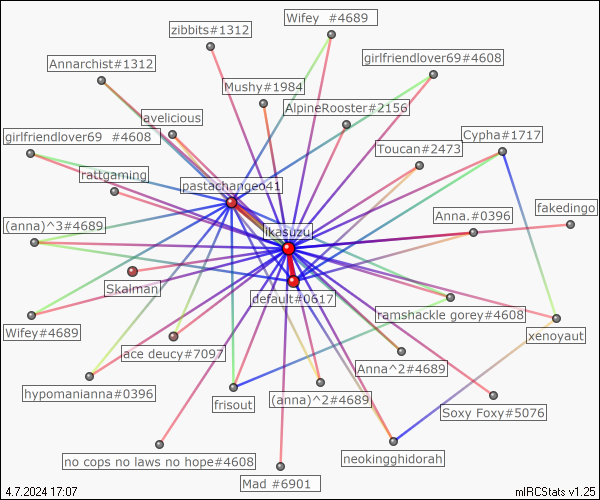 Wifey  #4689
zibbits#1312
girlfriendlover69#4608
Annarchist#1312
Mushy#1984
AlpineRooster#2156
lavelicious
girlfriendlover69  #4608
Cypha#1717
Toucan#2473
rattgaming
pastachangeo41
fakedingo
Anna.#0396
(anna)^3#4689
ikasuzu
Skalman
default#0617
ramshackle gorey#4608
Wifey#4689
xenoyaut
ace deucy#7097
Anna^2#4689
hypomanianna#0396
(anna)^2#4689
frisout
Soxy Foxy#5076
no cops no laws no hope#4608
neokingghidorah
Mad  #6901
4.7.2024 17:07
mIRCStats v1.25